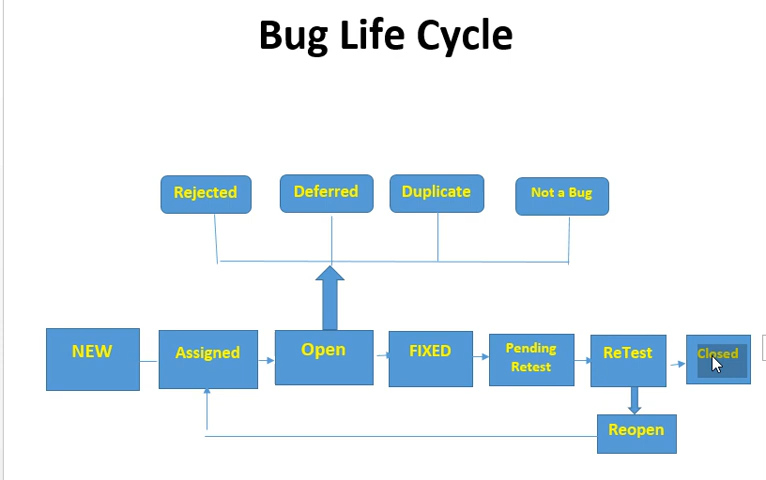 Bug Life Cycle
Rejected
Deferred
Duplicate
Not a Bug
NEW
Assigned
Open
FIXED
Pending
Retest
ReTest
Closed
Reopen